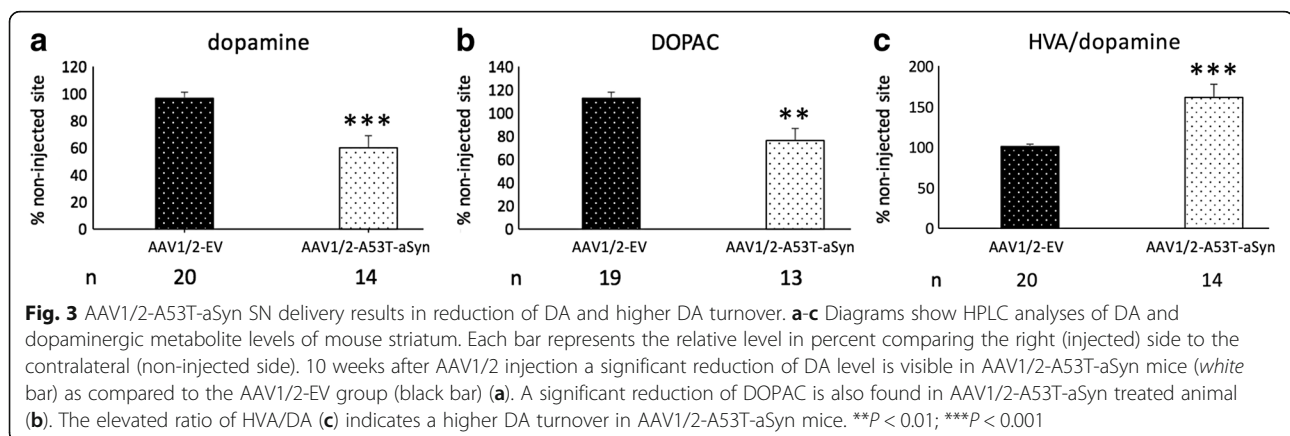 a dopamine
% non-injected site
120
100
80
60
40
20
0
***
AAV1/2-EV AAV1/2-A53T-aSyn
n 20 14
b DOPAC
% non-injected site
140
120
100
80
60
40
20
0
**
AAV1/2-EV AAV1/2-A53T-aSyn
19 13
c HVA/dopamine
% non-injected site
200
150
100
50
0
***
AAV1/2-EV AAV1/2-A53T-aSyn
n 20 14
Fig. 3 AAV1/2-A53T-aSyn SN delivery results in reduction of DA and higher DA turnover. a-c Diagrams show HPLC analyses of DA and
dopaminergic metabolite levels of mouse striatum. Each bar represents the relative level in percent comparing the right (injected) side to the
contralateral (non-injected side). 10 weeks after AAV1/2 injection a significant reduction of DA level is visible in AAV1/2-A53T-aSyn mice (white
bar) as compared to the AAV1/2-EV group (black bar) (a). A significant reduction of DOPAC is also found in AAV1/2-A53T-aSyn treated animal
(b). The elevated ratio of HVA/DA (c) indicates a higher DA turnover in AAV1/2-A53T-aSyn mice. **P < 0.01; ***P < 0.001